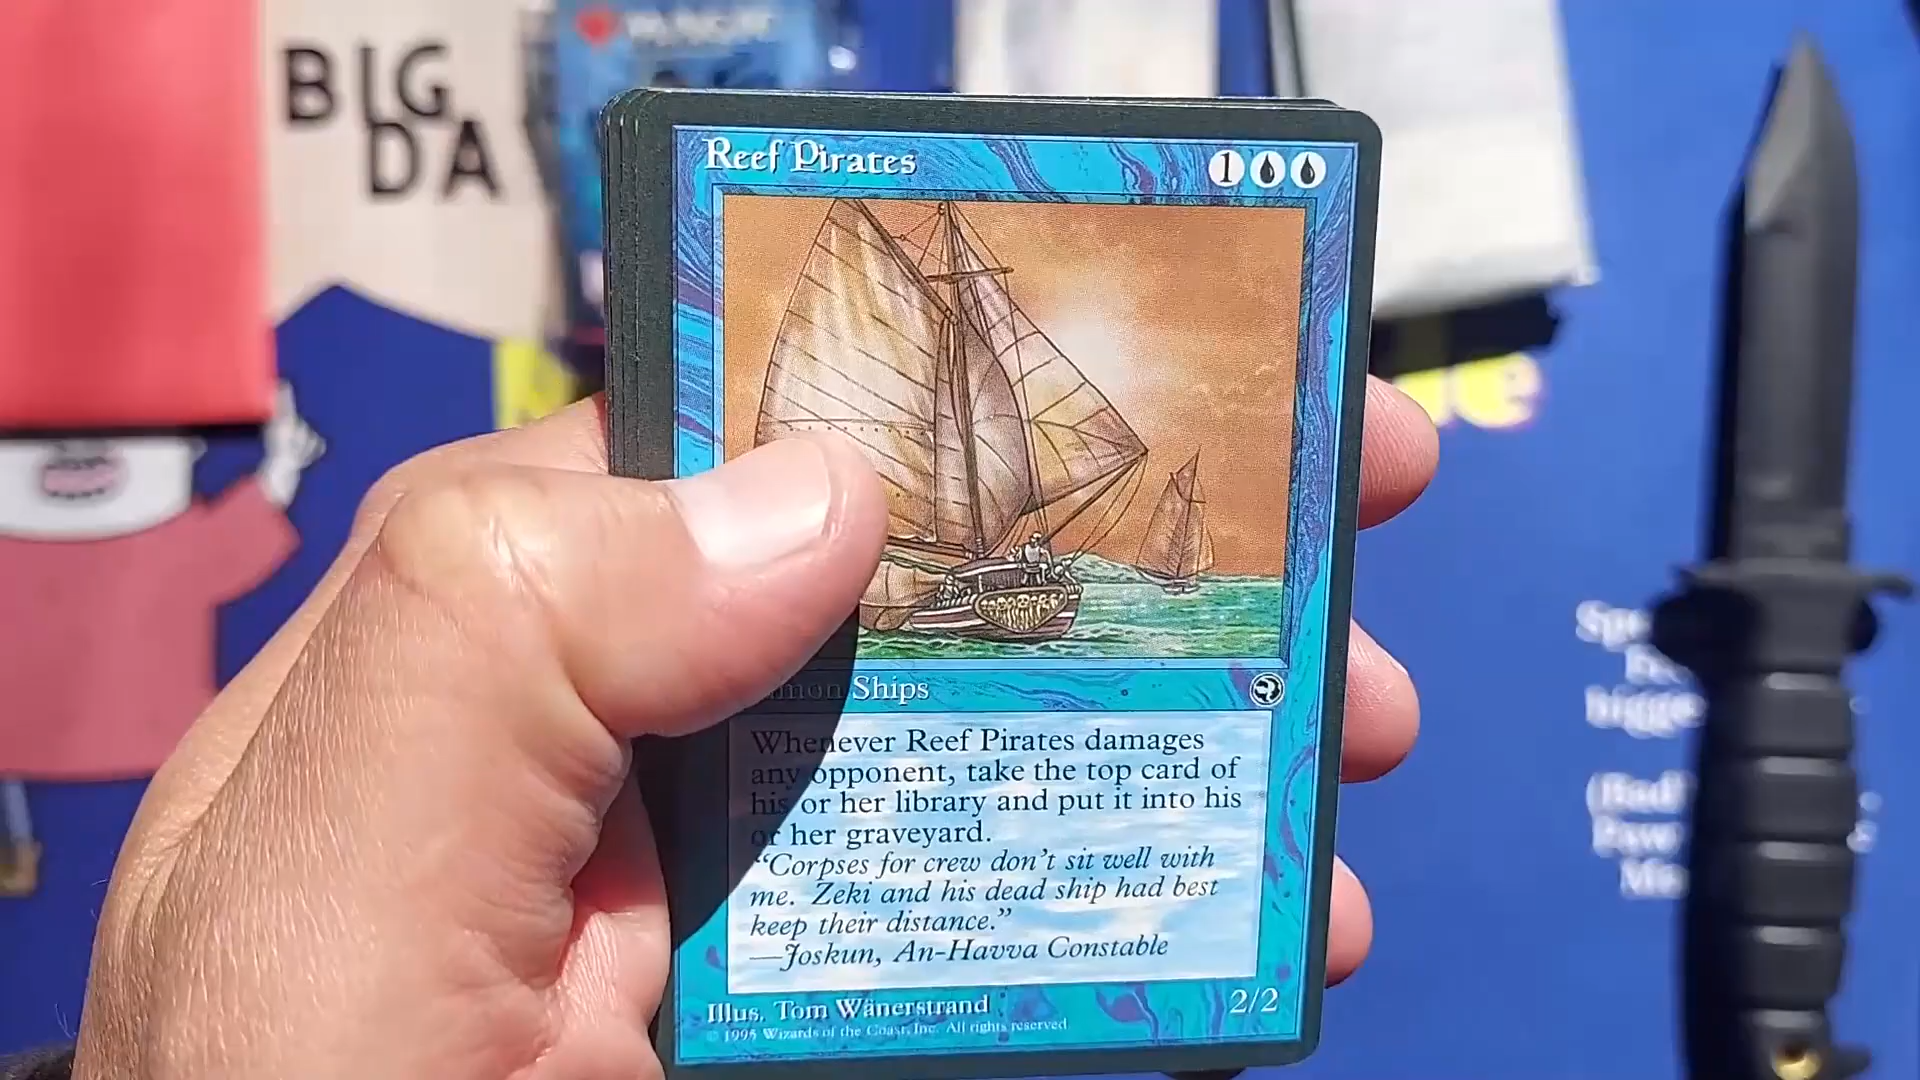 BIG
DA
MAGIC
Reef Pirates
1
mon Ships
Whenever Reef Pirates damages
any opponent, take the top card of
his or her library and put it into his
or her graveyard.
“Corpses for crew don’t sit well with
me. Zeki and his dead ship had best
keep their distance.”
—Joskun, An-Havva Constable
Illus. Tom Wänerstrand
2/2
© 1995 Wizards of the Coast, Inc. All rights reserved